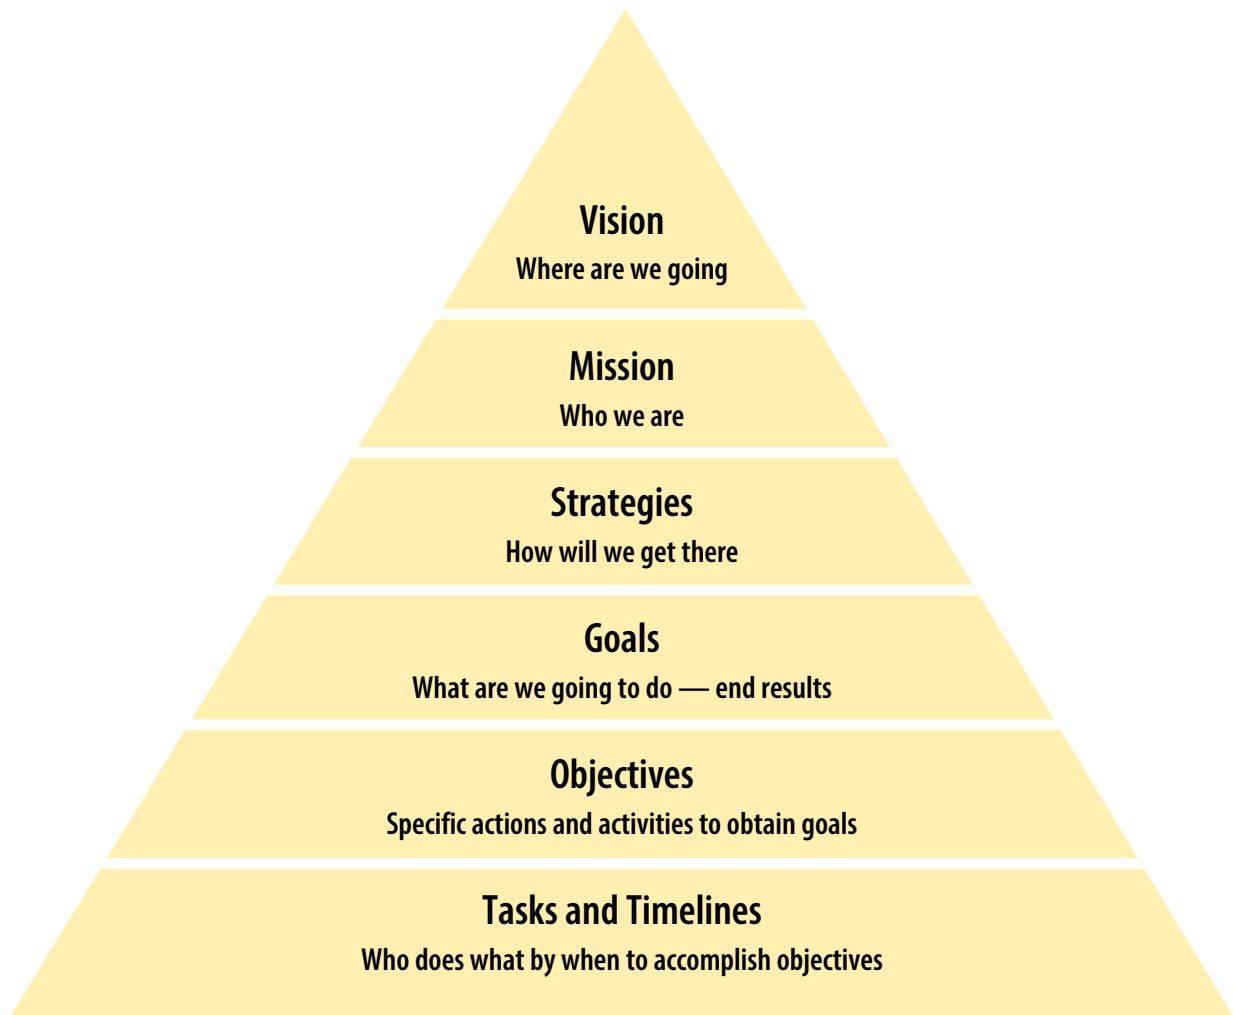 Vision
Where are we going
Mission
Who we are
Strategies
How will we get there
Goals
What are we going to do — end results
Objectives
Specific actions and activities to obtain goals
Tasks and Timelines
Who does what by when to accomplish objectives